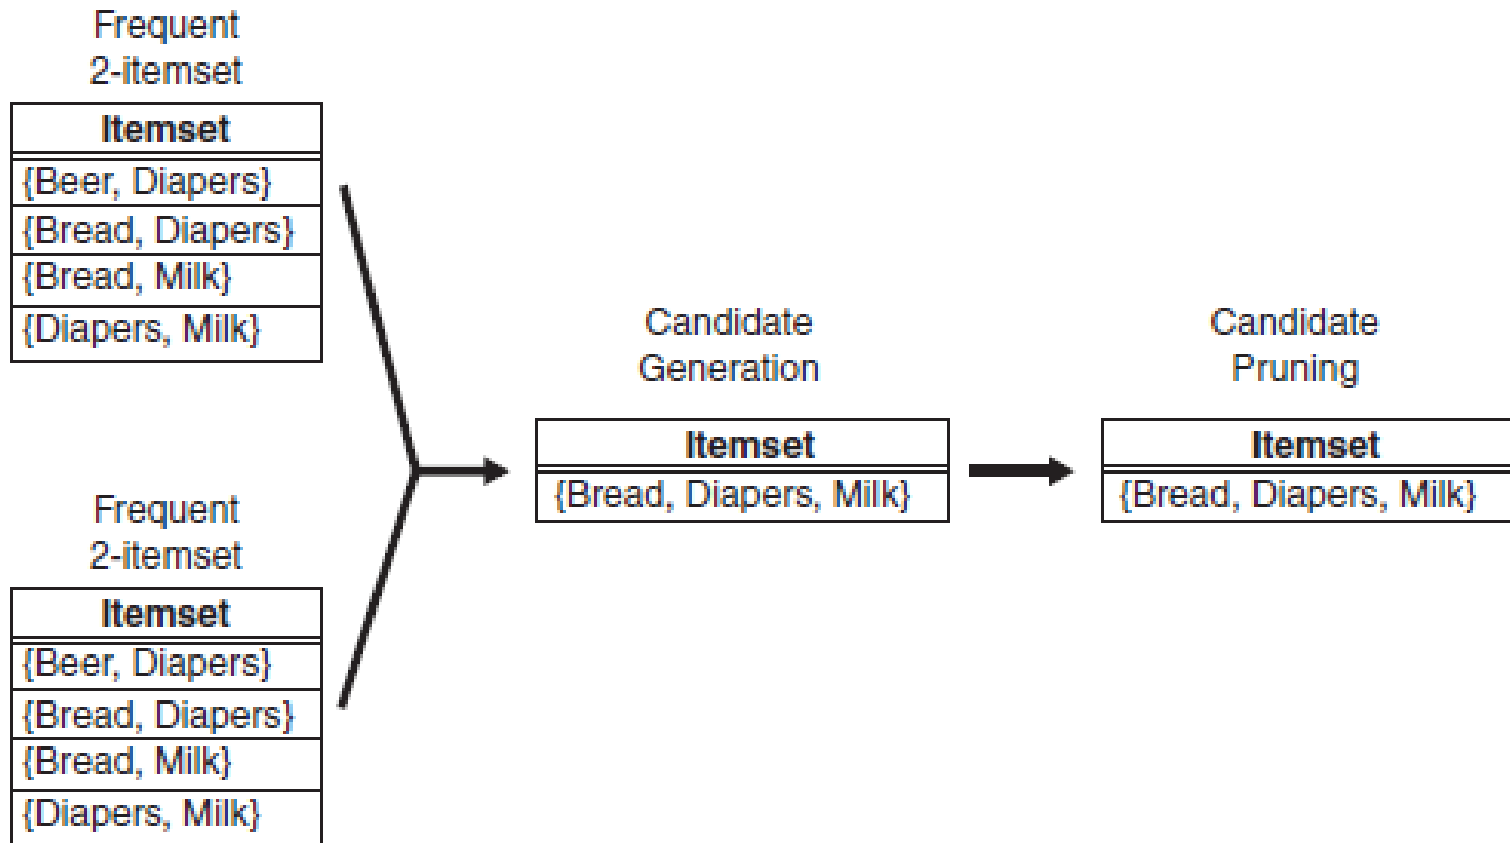 Frequent
2-itemset
Itemset
{Beer, Diapers}
{Bread, Diapers}
{Bread, Milk}
{Diapers, Milk}
Frequent
2-itemset
Itemset
{Beer, Diapers}
{Bread, Diapers}
{Bread, Milk}
{Diapers, Milk}
Candidate
Generation
Itemset
{Bread, Diapers, Milk}
Candidate
Pruning
Itemset
{Bread, Diapers, Milk}